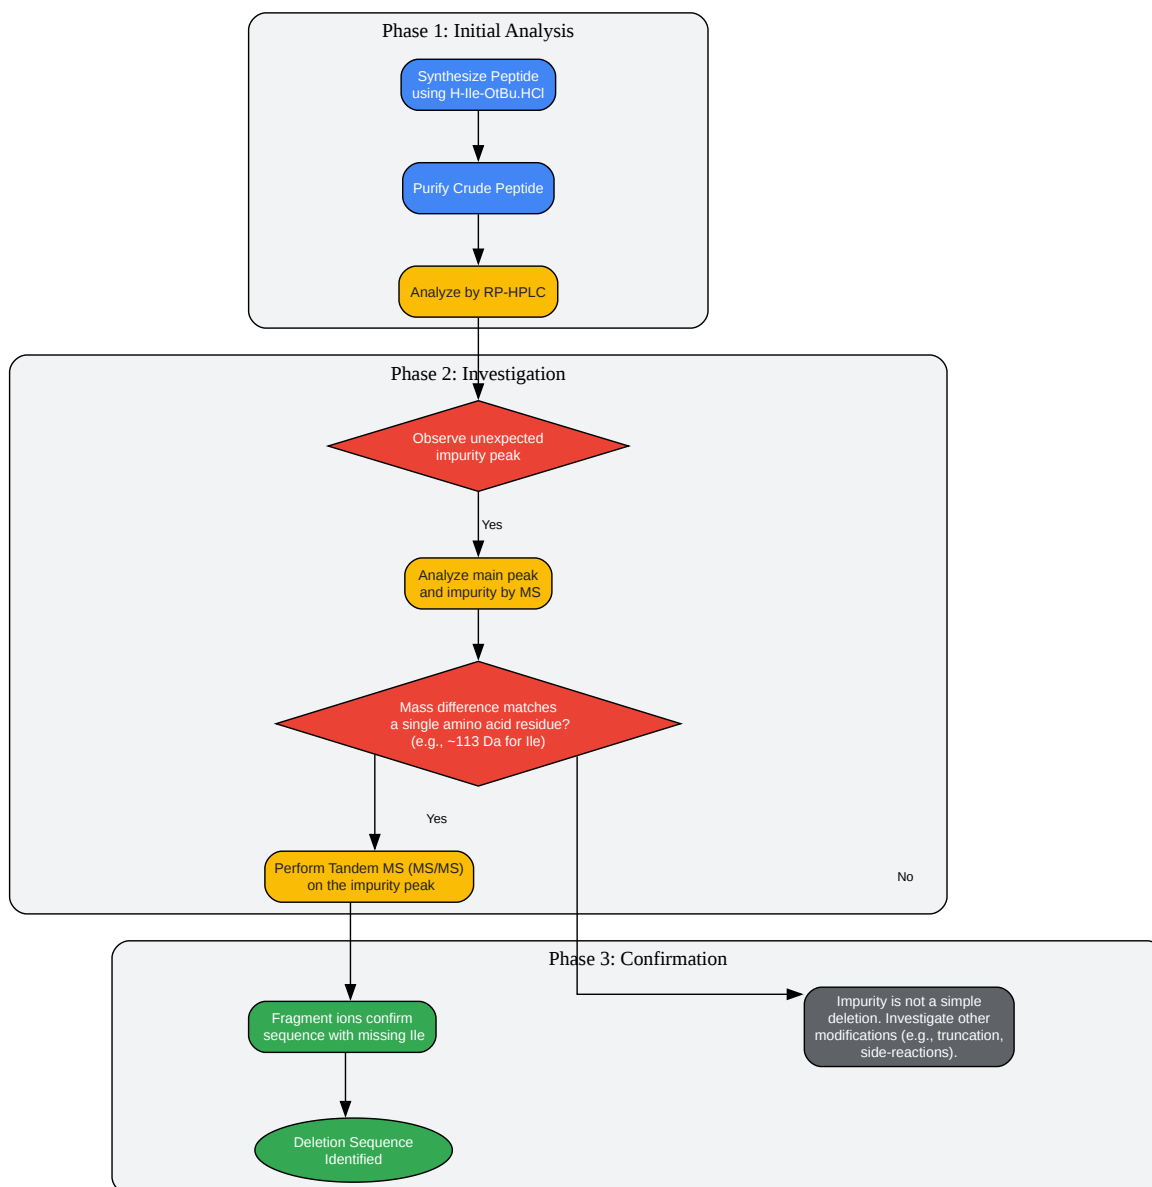 Phase 1: Initial Analysis
Synthesize Peptide
using H-Ile-OtBu.HCl
Purify Crude Peptide
Analyze by RP-HPLC
Phase 2: Investigation
Observe unexpected
impurity peak
Yes
Analyze main peak
and impurity by MS
Mass difference matches
a single amino acid residue?
(e.g., ~113 Da for Ile)
Yes
Perform Tandem MS (MS/MS)
on the impurity peak
No
Phase 3: Confirmation
Fragment ions confirm
sequence with missing Ile
Impurity is not a simple
deletion. Investigate other
modifications (e.g., truncation,
side-reactions).
Deletion Sequence
Identified